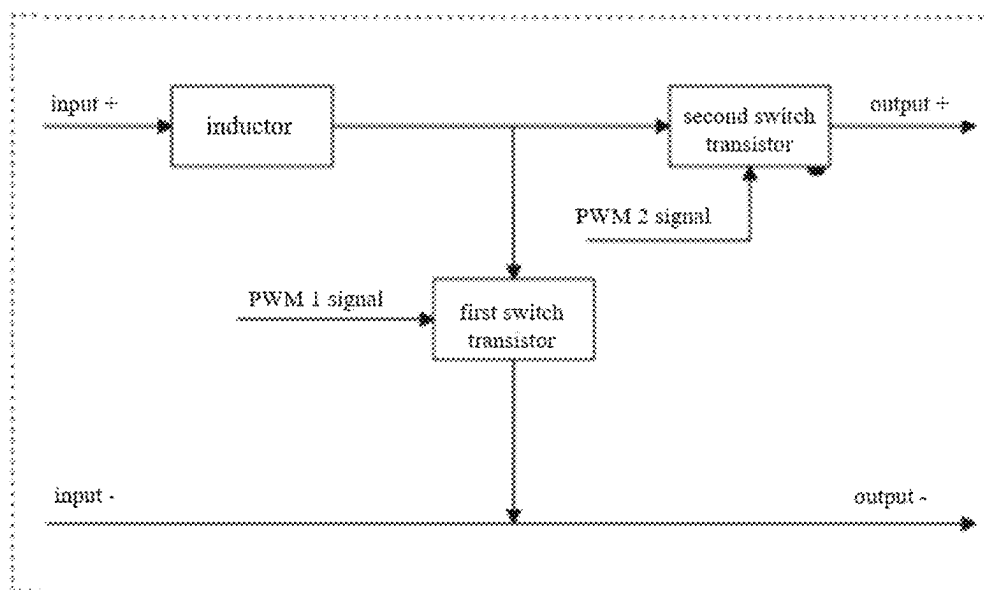 input +
inductor
second switch
transistor
output +
PWM 2 signal
PWM 1 signal
first switch
transistor
input -
output -